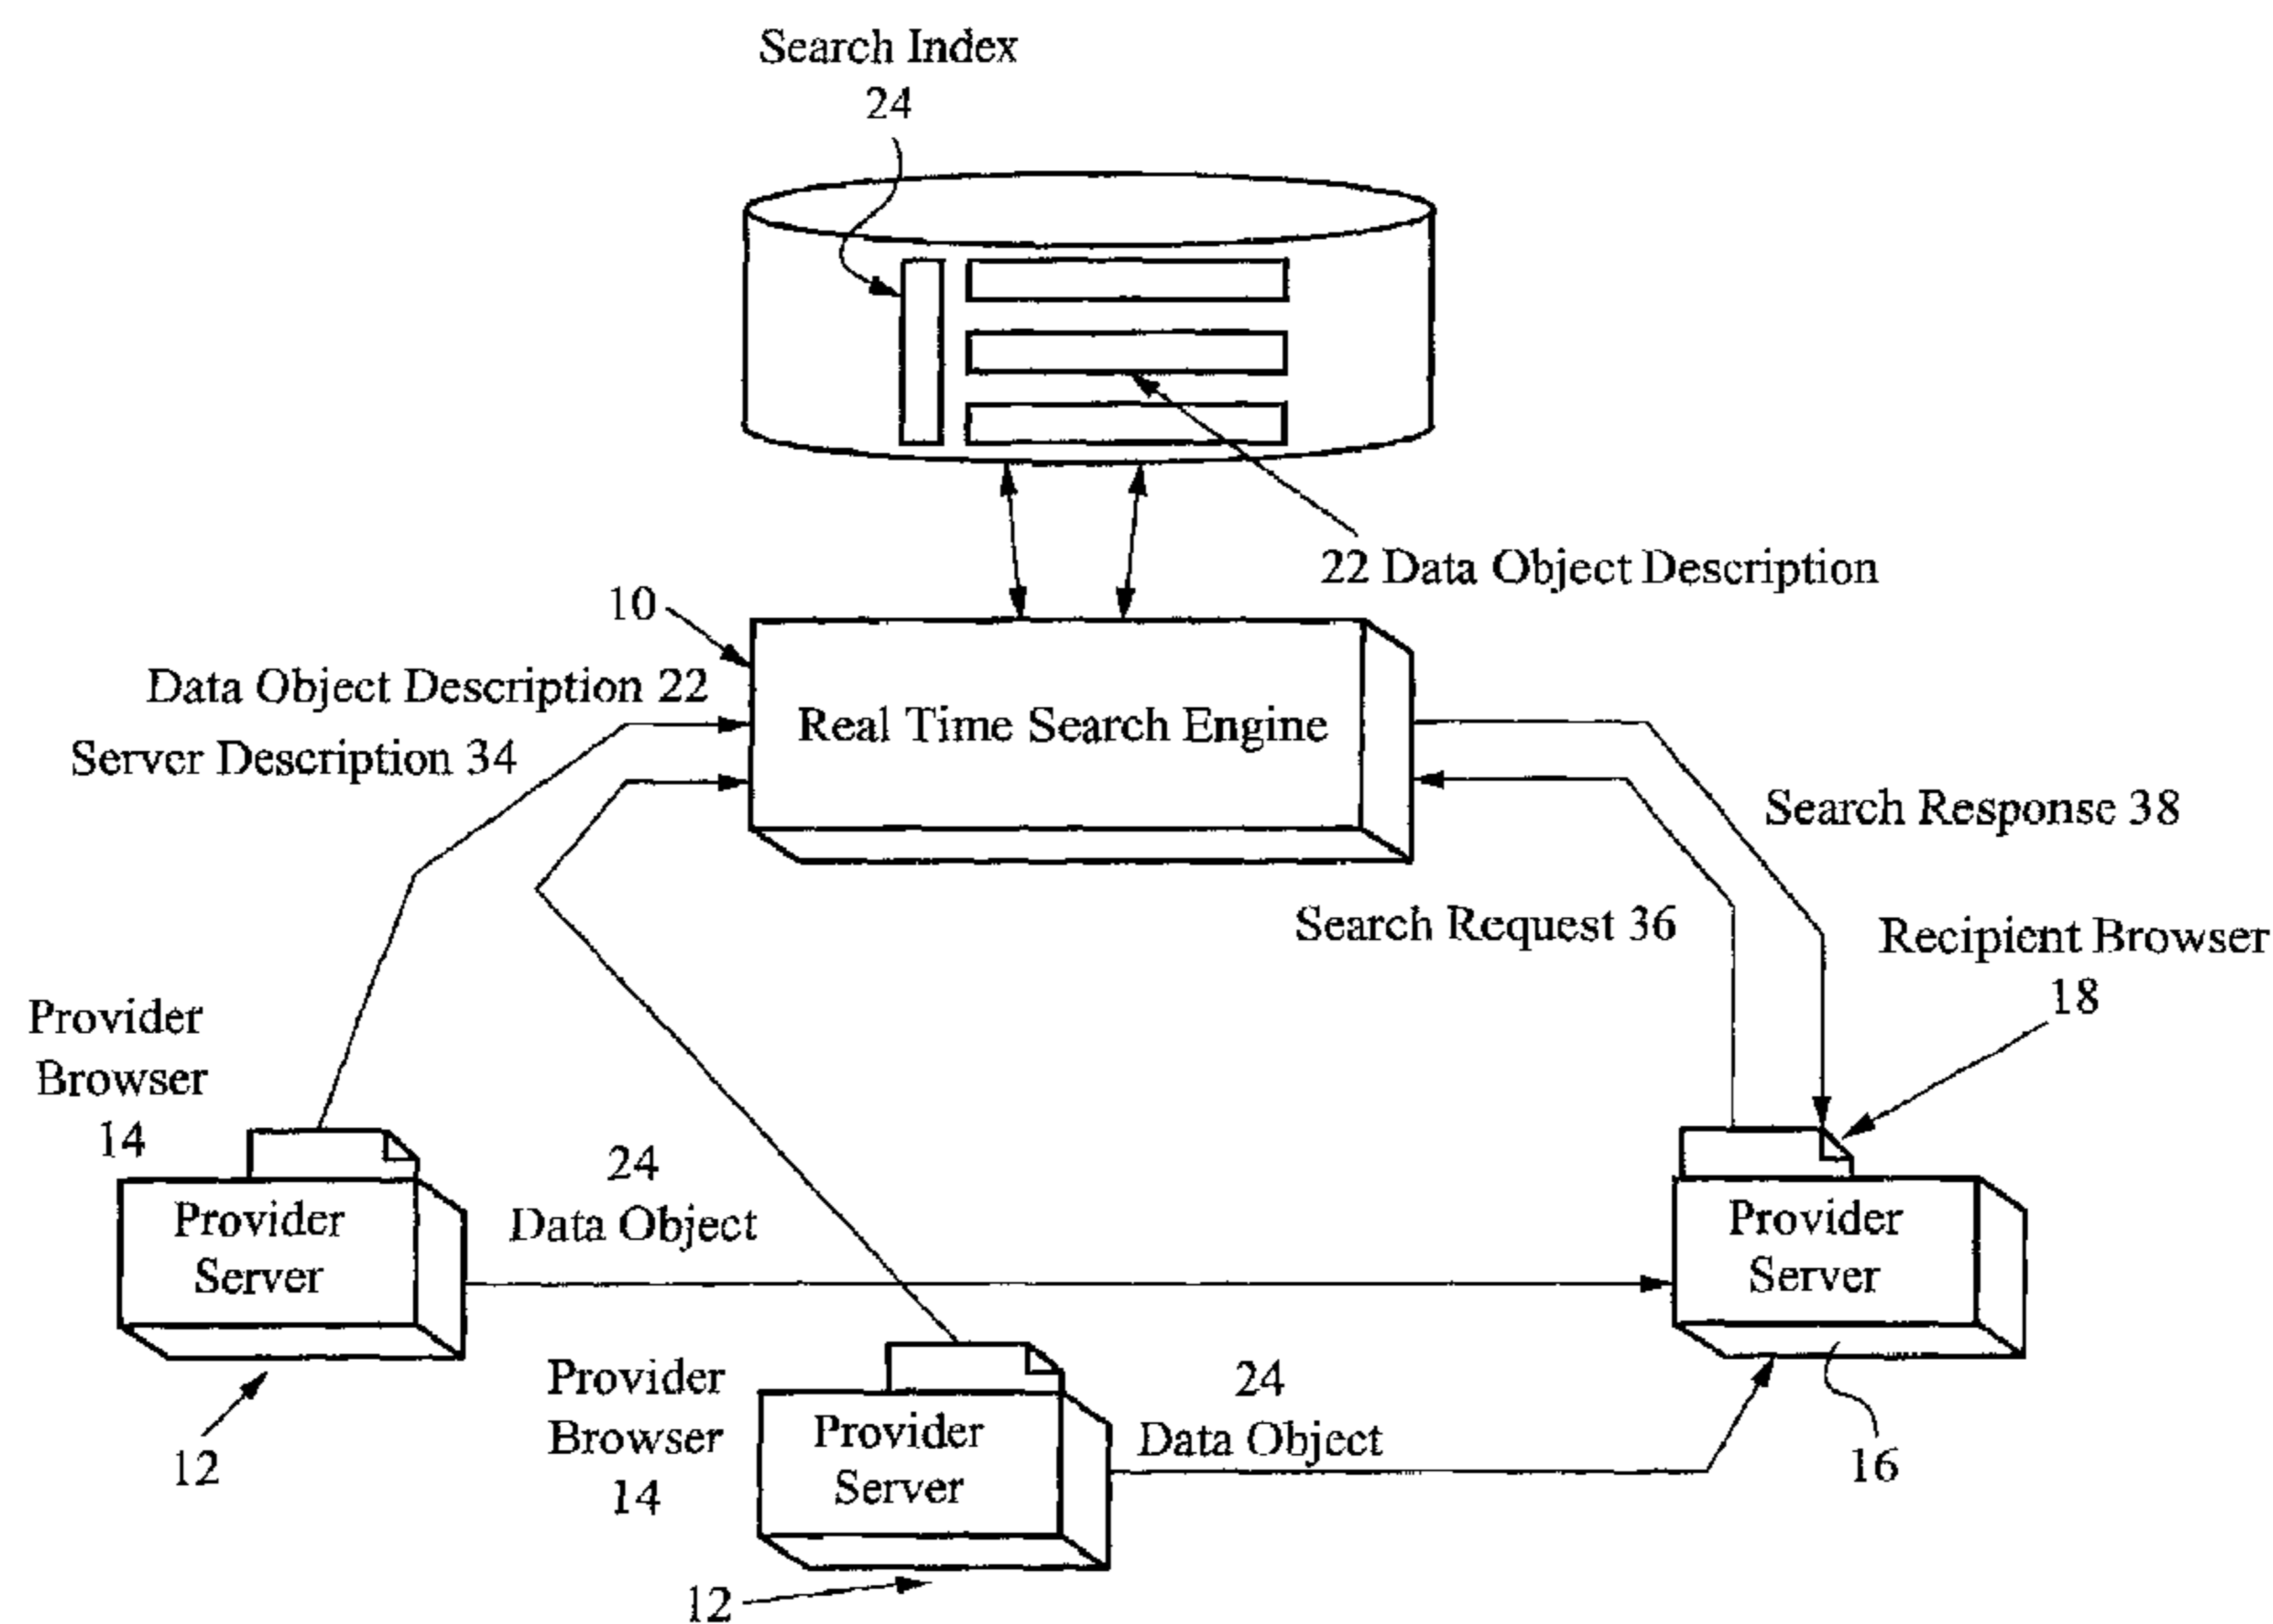 Search Index
24
22 Data Object Description
10
Data Object Description 22
Server Description 34
Real Time Search Engine
Search Response 38
Search Request 36
Recipient Browser
18
Provider
Browser
14
Provider
Server
24
Data Object
Provider
Server
12
Provider
Browser
14
Provider
Server
24
Data Object
16
12